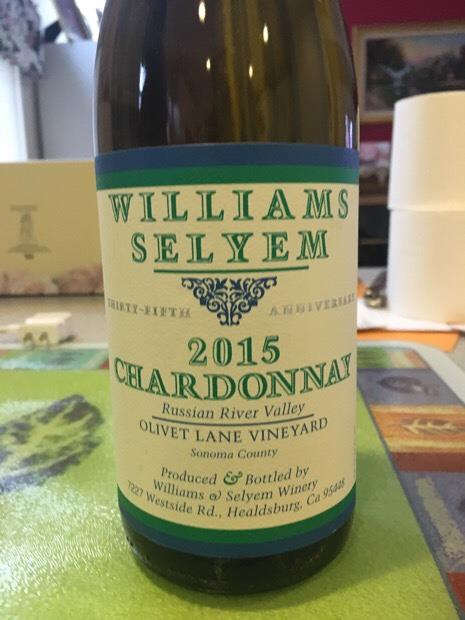 WILLIAMS
SELYEM
THIRTY-FIFTH ANNIVERSARY
2015
CHARDONNAY
Russian River Valley
OLIVET LANE VINEYARD
Sonoma County
Produced & Bottled by
Williams & Selyem Winery
7227 Westside Rd., Healdsburg, Ca 95448